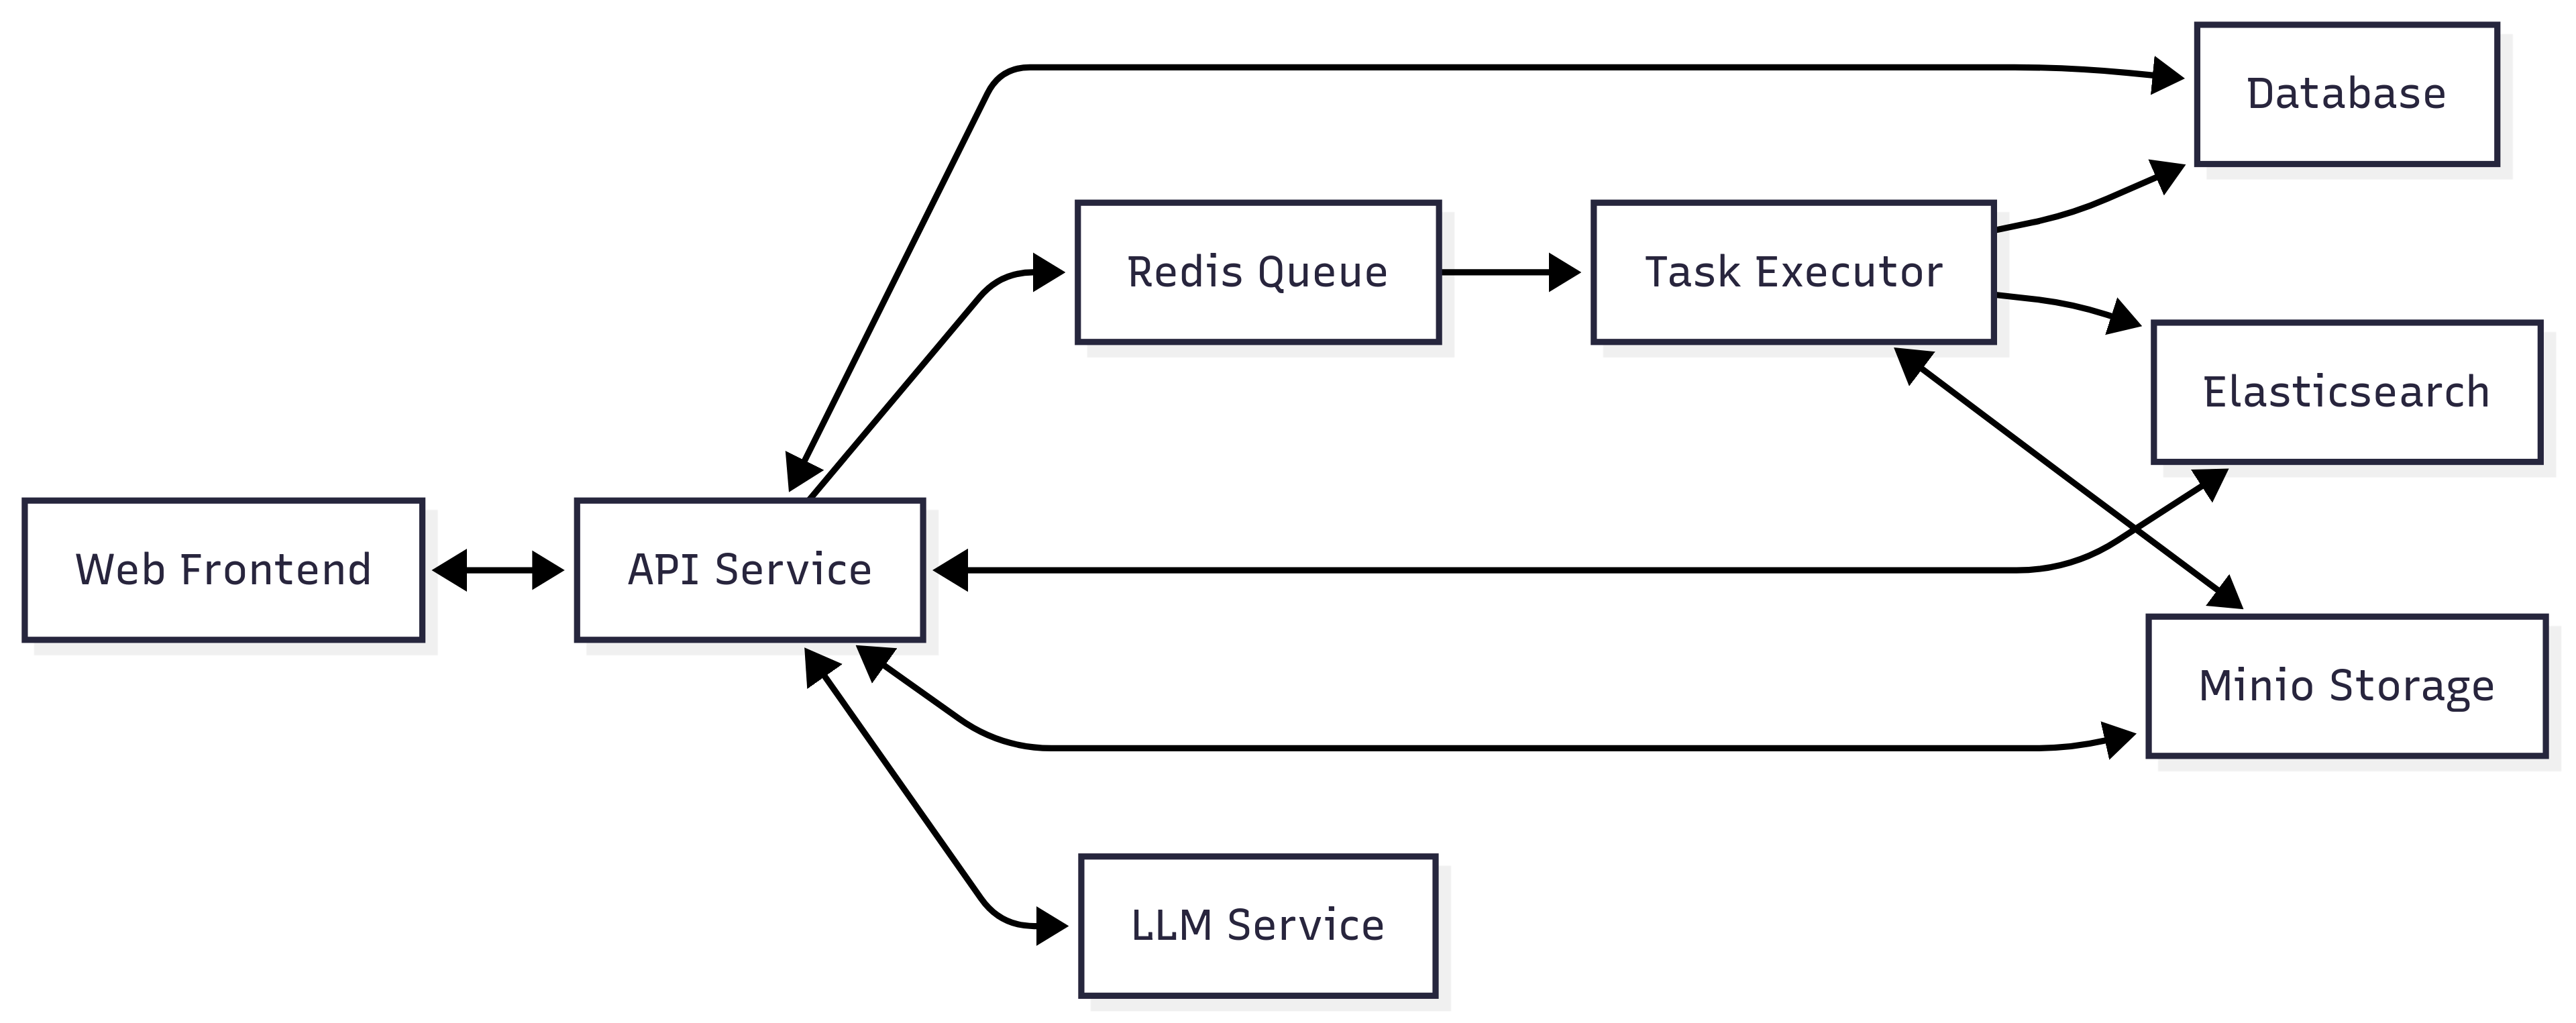 Database
Redis Queue
Task Executor
Elasticsearch
Web Frontend
API Service
Minio Storage
LLM Service